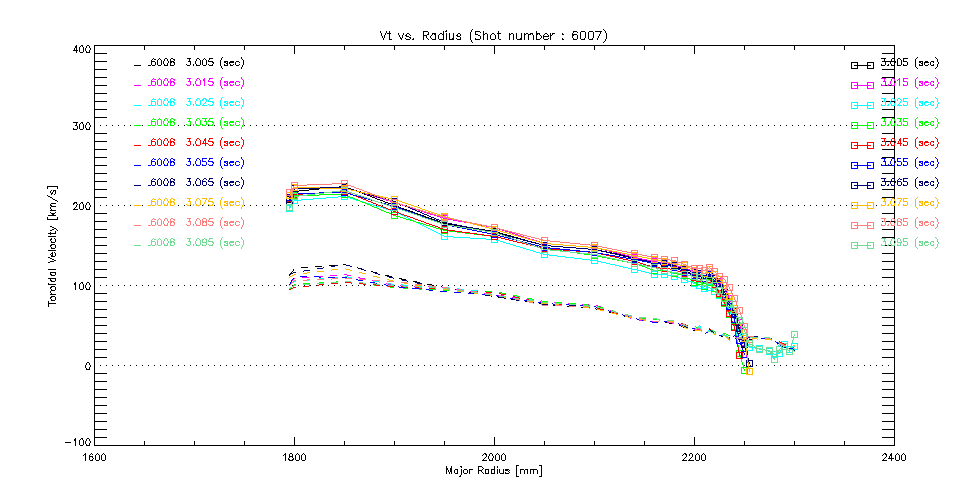 Vt vs. Radius (Shot number : 6007)
400
.6008 3.005 (sec) 3.005 (sec)
.6008 3.015 (sec) 3.015 (sec)
.6008 3.025 (sec) 3.025 (sec)
300 .6008 3.035 (sec) 3.035 (sec)
.6008 3.045 (sec) 3.045 (sec)
.6008 3.055 (sec) 3.055 (sec)
.6008 3.065 (sec) 3.065 (sec)
200 .6008 3.075 (sec) 3.075 (sec)
.6008 3.085 (sec) 3.085 (sec)
.6008 3.095 (sec) 3.095 (sec)
Toroidal Velocity [km/s]
100
0
-100
1600 1800 2000 2200 2400
Major Radius [mm]